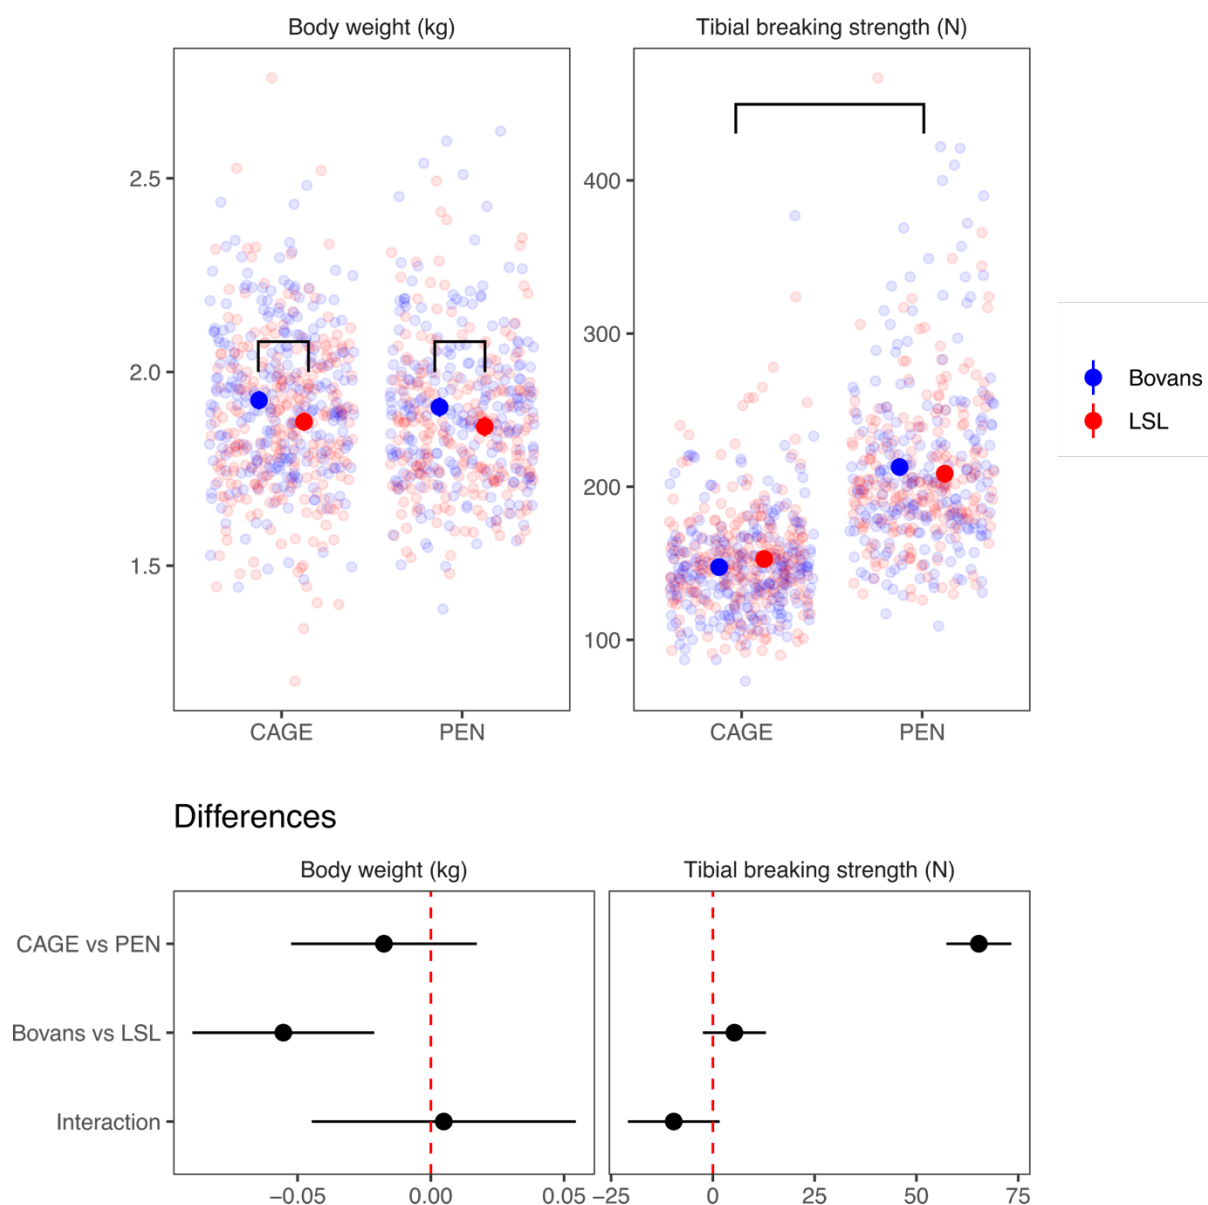 Body weight (kg)
Tibial breaking strength (N)
2.5
2.0
1.5
400
300
200
100
CAGE
PEN
CAGE
PEN
Bovans
LSL
Differences
Body weight (kg)
Tibial breaking strength (N)
CAGE vs PEN
Bovans vs LSL
Interaction
−0.05
0.00
0.05
−25
0
25
50
75